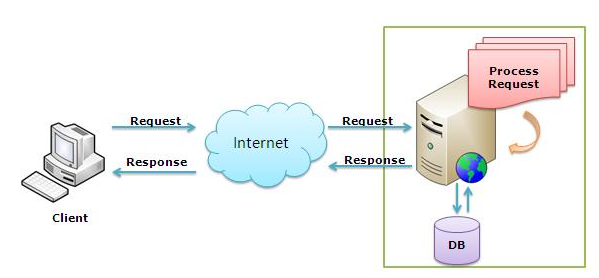 Process
Request
Request
Request
Internet
Response
Response
Client
DB